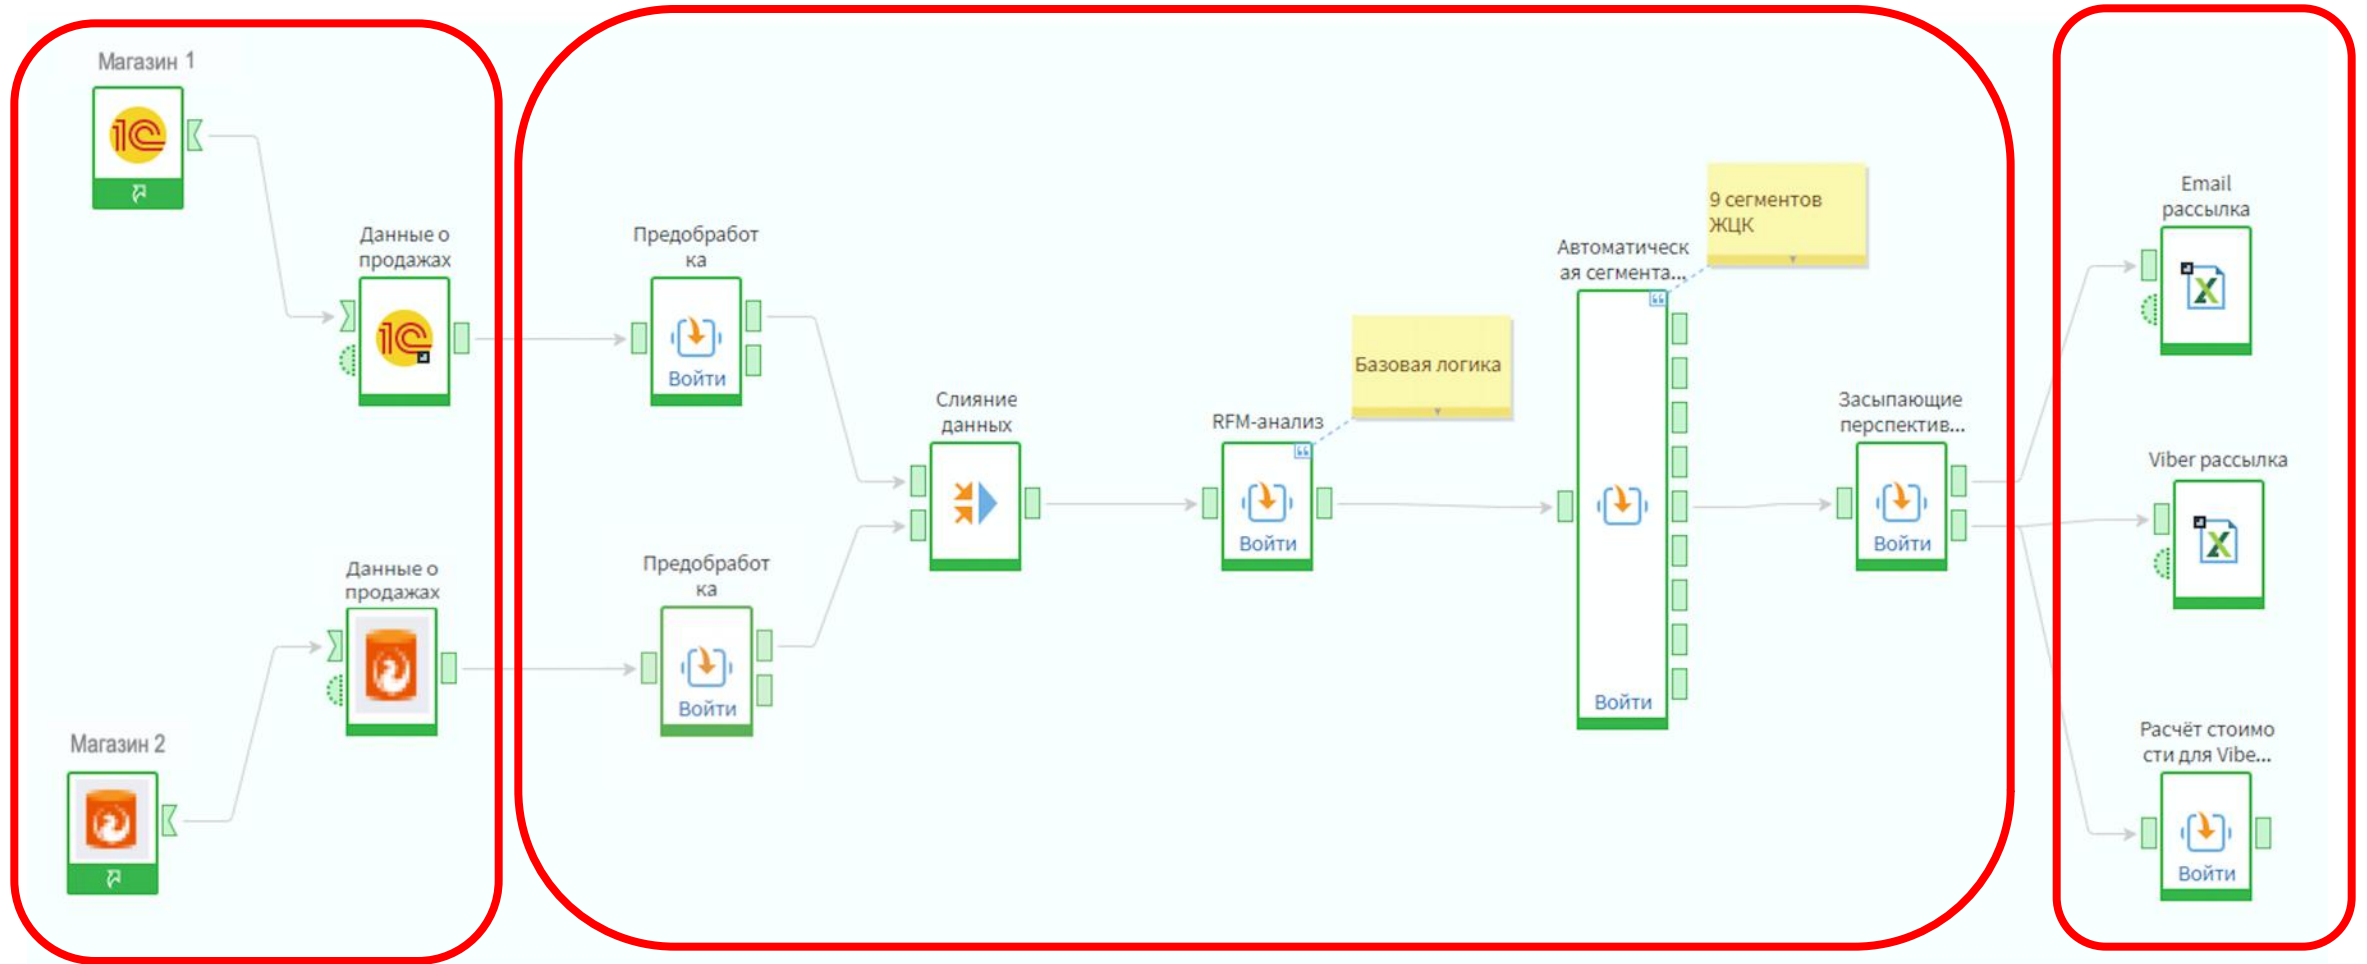 Магазин 1
1С
Данные о
продажах
1С
Магазин 2
Данные о
продажах
Предобработ
ка
Войти
Предобработ
ка
Войти
Слияние
данных
RFM-анализ
Войти
Базовая логика
Автоматическ
ая сегмента...
Войти
9 сегментов
ЖЦК
Засыпающие
перспектив...
Войти
Email
рассылка
X
Viber рассылка
X
Расчёт стоимо
сти для Vibe...
Войти